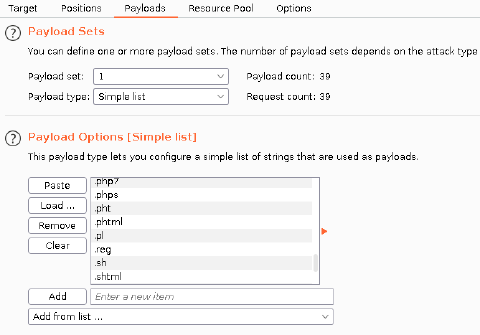 Target Positions Payloads Resource Pool Options
? Payload Sets
You can define one or more payload sets. The number of payload sets depends on the attack type
Payload set: 1 Payload count: 39
Payload type: Simple list Request count: 39
? Payload Options [Simple list]
This payload type lets you configure a simple list of strings that are used as payloads.
Paste .php7
Load ... .phps
.pht
Remove .phtml
.pl
Clear .reg
.sh
.shtml
Add Enter a new item
Add from list ...